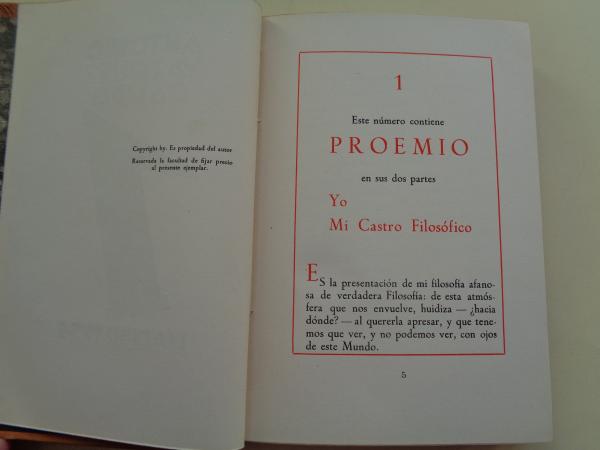 Copyright by. Es propiedad del autor
Reservada la facultad de fijar precio
al presente ejemplar.
1
Este número contiene
PROEMIO
en sus dos partes
Yo
Mi Castro Filosófico
ES la presentación de mi filosofía afano-
sa de verdadera Filosofía: de esta atmós-
fera que nos envuelve, huidiza — ¿hacia
dónde? — al quererla apresar, y que tene-
mos que ver, y no podemos ver, con ojos
de este Mundo.
5